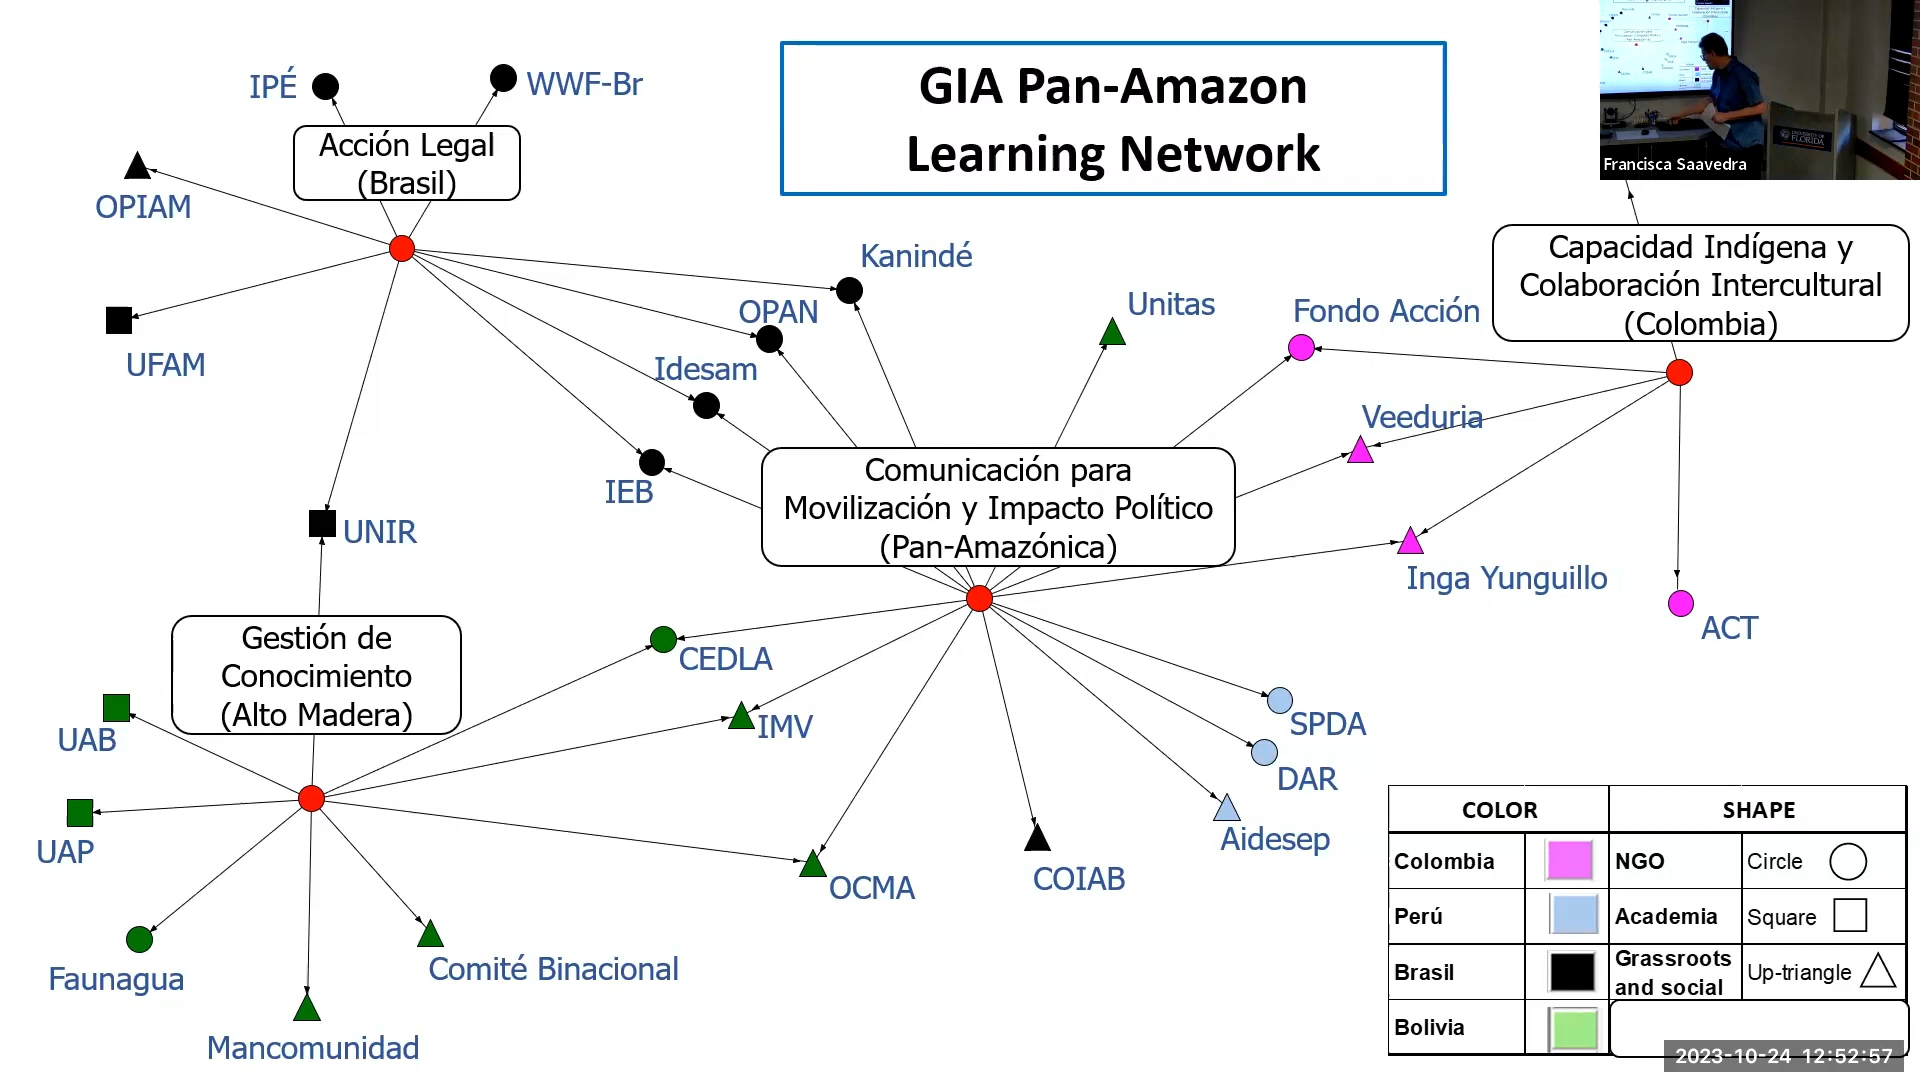 GIA Pan-Amazon
Learning Network
IPÉ
WWF-Br
Acción Legal
(Brasil)
OPIAM
UFAM
Kanindé
OPAN
Idesam
IEB
UNIR
Unitas
Fondo Acción
Francisca Saavedra
UNIVERSITY OF
FLORIDA
Capacidad Indígena y
Colaboración Intercultural
(Colombia)
Veeduria
Comunicación para
Movilización y Impacto Político
(Pan-Amazónica)
Inga Yunguillo
ACT
Gestión de
Conocimiento
(Alto Madera)
CEDLA
IMV
UAB
UAP
SPDA
DAR
Aidesep
COIAB
OCMA
Faunagua
Comité Binacional
Mancomunidad
COLOR SHAPE
Colombia NGO Circle
Perú Academia Square
Brasil Grassroots and social Up-triangle
Bolivia
2023-10-24 12:52:57